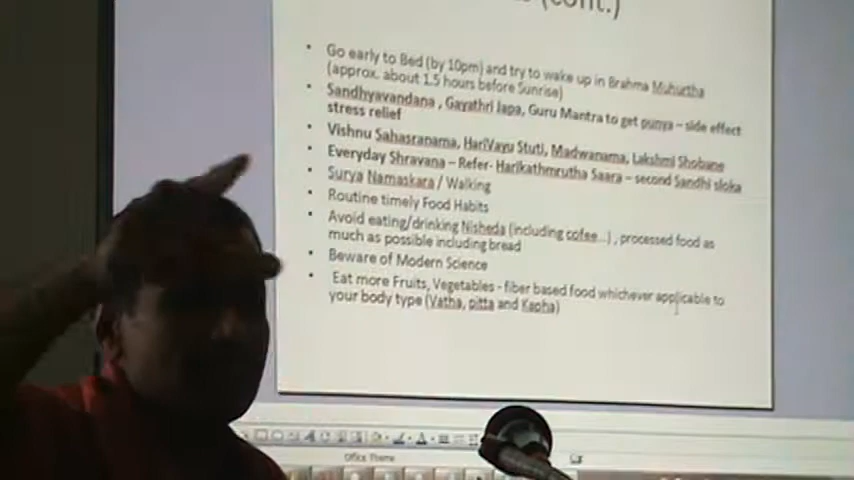 (cont.)
• Go early to Bed (by 10pm) and try to wake up in Brahma Muhurtha
(approx. about 1.5 hours before Sunrise)
• Sandhyavandana , Gayathri Japa, Guru Mantra to get punya – side effect
stress relief
• Vishnu Sahasranama, HariVayu Stuti, Madwanama, Lakshmi Shobane
• Everyday Shravana – Refer- Harikathmrutha Saara – second Sandhi sloka
• Surya Namaskara / Walking
• Routine timely Food Habits
• Avoid eating/drinking Nisheda (including cofee...) , processed food as
much as possible including bread
• Beware of Modern Science
• Eat more Fruits, Vegetables - fiber based food whichever applicable to
your body type (Vatha, pitta and Kapha)
Office Theme